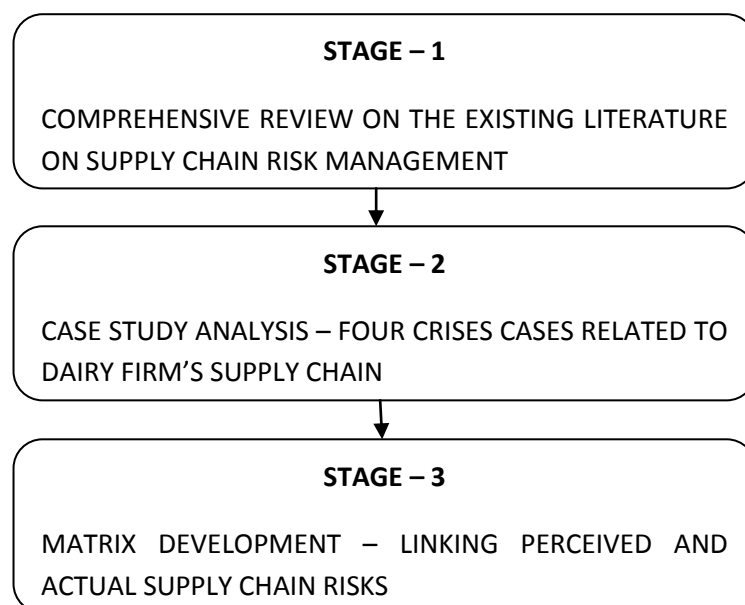 STAGE – 1
COMPREHENSIVE REVIEW ON THE EXISTING LITERATURE
ON SUPPLY CHAIN RISK MANAGEMENT
STAGE – 2
CASE STUDY ANALYSIS – FOUR CRISES CASES RELATED TO
DAIRY FIRM’S SUPPLY CHAIN
STAGE – 3
MATRIX DEVELOPMENT – LINKING PERCEIVED AND
ACTUAL SUPPLY CHAIN RISKS